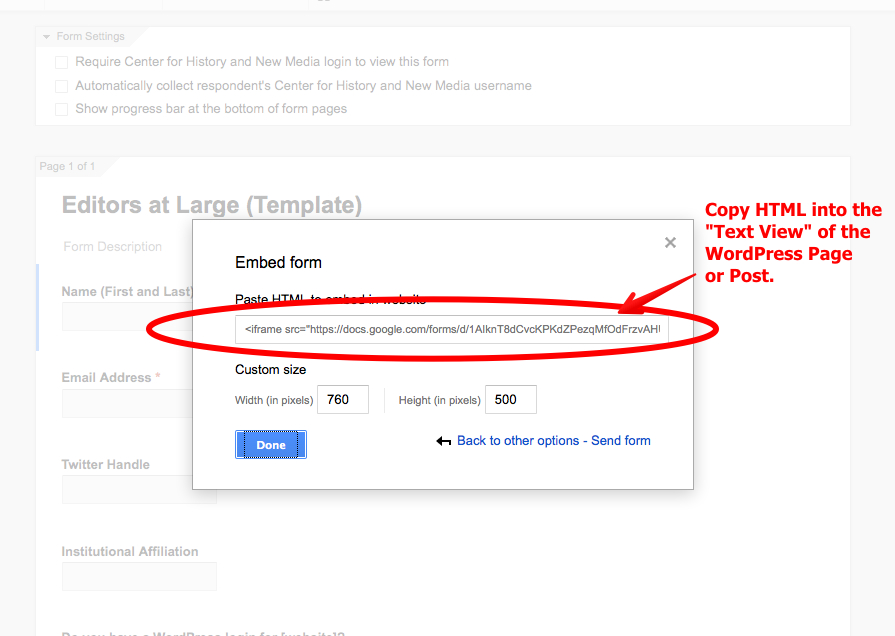 Form Settings
Require Center for History and New Media login to view this form
Automatically collect respondent's Center for History and New Media username
Show progress bar at the bottom of form pages
Page 1 of 1
Editors at Large (Template)
Form Description
Name (First and Last)
Email Address *
Twitter Handle
Institutional Affiliation
Do you have a WordPress login for [website]?
Embed form
Paste HTML to embed in website
<iframe src="https://docs.google.com/forms/d/1AIknT8dCvcKPKdZPezqMfOdFrzvAH
Custom size
Width (in pixels) 760 Height (in pixels) 500
Done Back to other options - Send form
Copy HTML into the
"Text View" of the
WordPress Page
or Post.